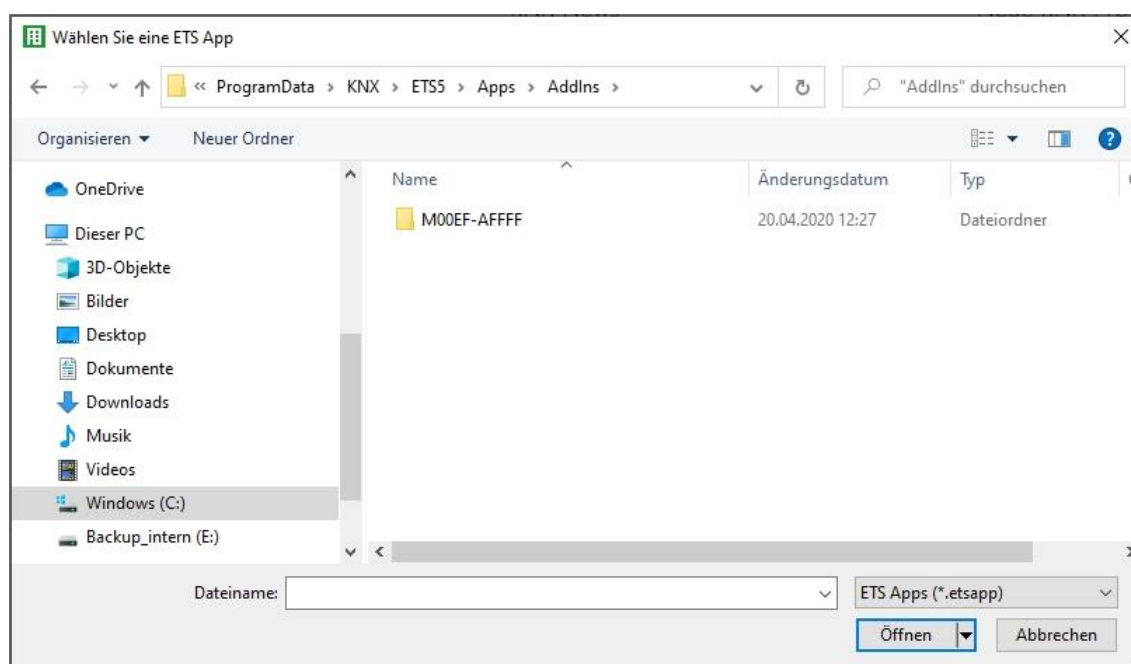 Wählen Sie eine ETS App
« ProgramData › KNX › ETS5 › Apps › AddIns ›
"AddIns" durchsuchen
Organisieren
Neuer Ordner
?
Name
Änderungsdatum
Typ
OneDrive
M00EF-AFFFF
20.04.2020 12:27
Dateiordner
Dieser PC
3D-Objekte
Bilder
Desktop
Dokumente
Downloads
Musik
Videos
Windows (C:)
Backup_intern (E:)
Dateiname:
ETS Apps (*.etsapp)
Öffnen
Abbrechen